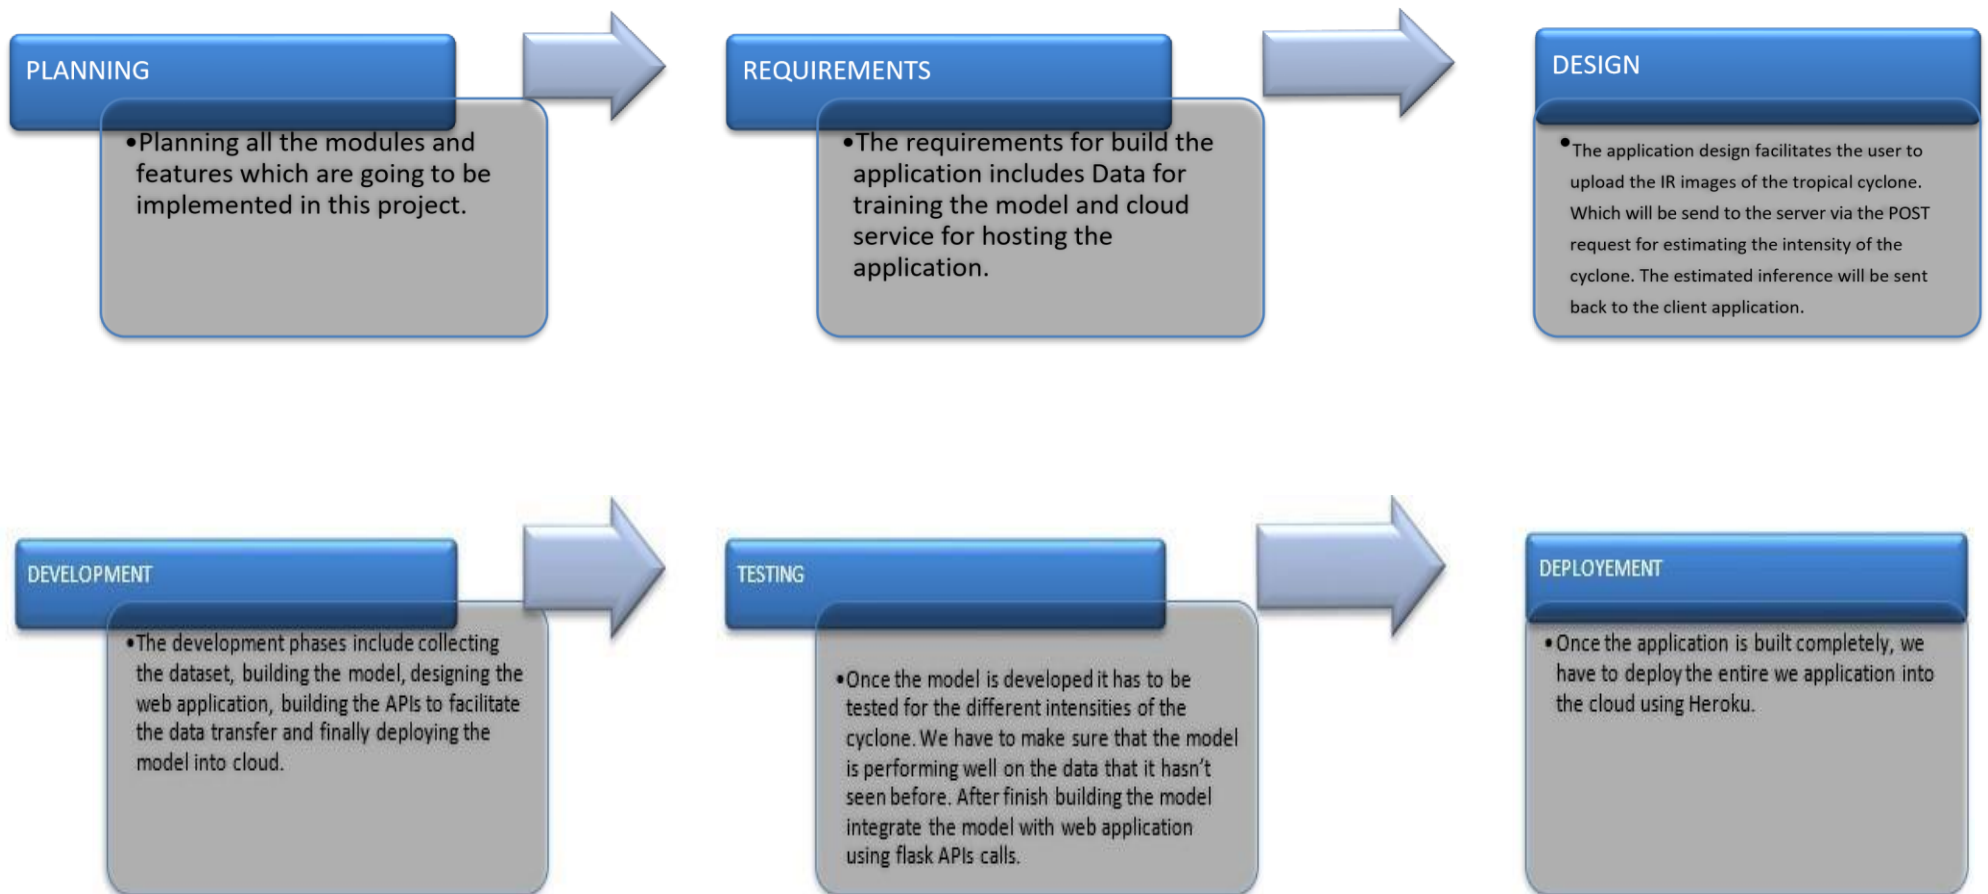 PLANNING
•Planning all the modules and
features which are going to be
implemented in this project.
REQUIREMENTS
•The requirements for build the
application includes Data for
training the model and cloud
service for hosting the
application.
DESIGN
•The application design facilitates the user to
upload the IR images of the tropical cyclone.
Which will be send to the server via the POST
request for estimating the intensity of the
cyclone. The estimated inference will be sent
back to the client application.
DEVELOPMENT
•The development phases include collecting
the dataset, building the model, designing the
web application, building the APIs to facilitate
the data transfer and finally deploying the
model into cloud.
TESTING
•Once the model is developed it has to be
tested for the different intensities of the
cyclone. We have to make sure that the model
is performing well on the data that it hasn't
seen before. After finish building the model
integrate the model with web application
using flask APIs calls.
DEPLOYEMENT
•Once the application is built completely, we
have to deploy the entire we application into
the cloud using Heroku.